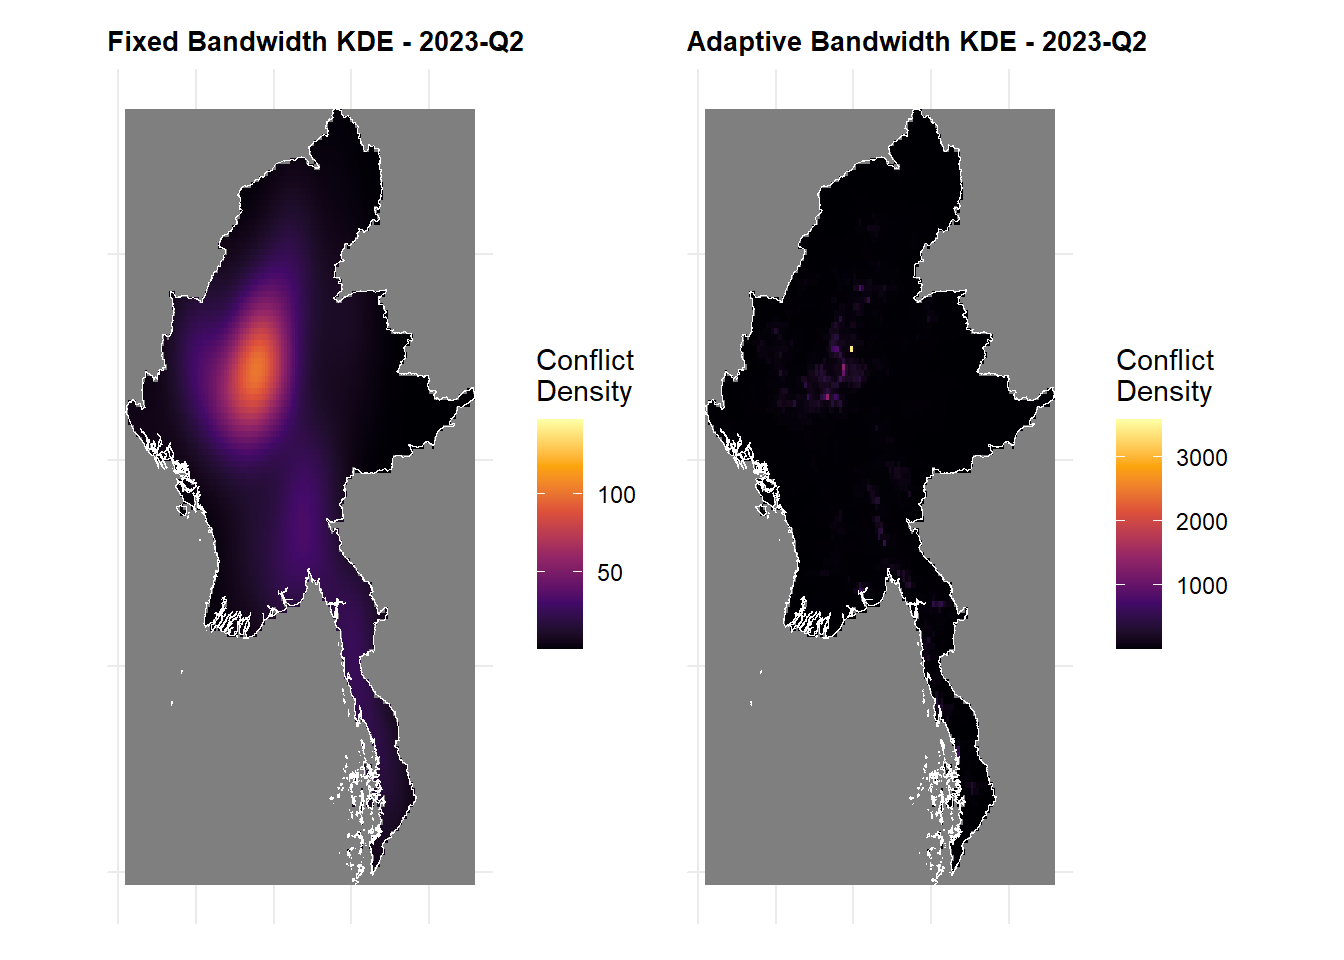 Fixed Bandwidth KDE - 2023-Q2
Conflict
Density
100
50
Adaptive Bandwidth KDE - 2023-Q2
Conflict
Density
3000
2000
1000